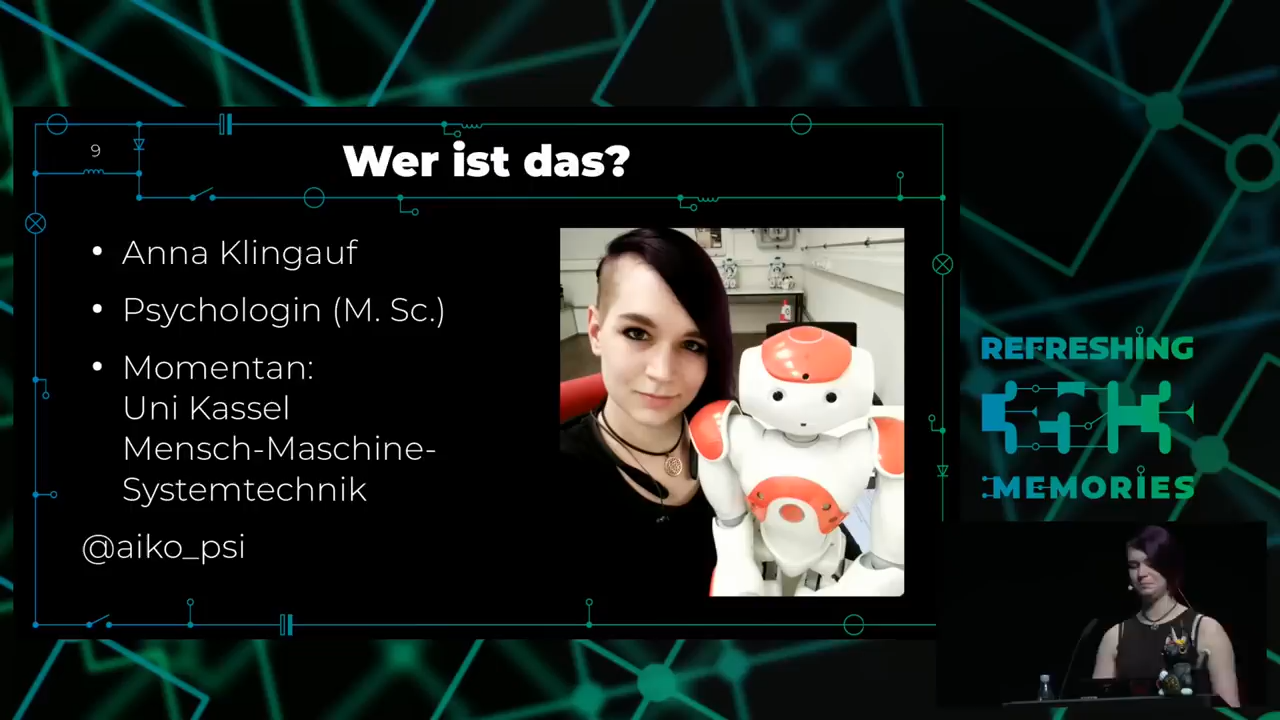 9
Wer ist das?
• Anna Klingauf
• Psychologin (M. Sc.)
• Momentan:
Uni Kassel
Mensch-Maschine-
Systemtechnik
@aiko_psi
REFRESHING
MEMORIES